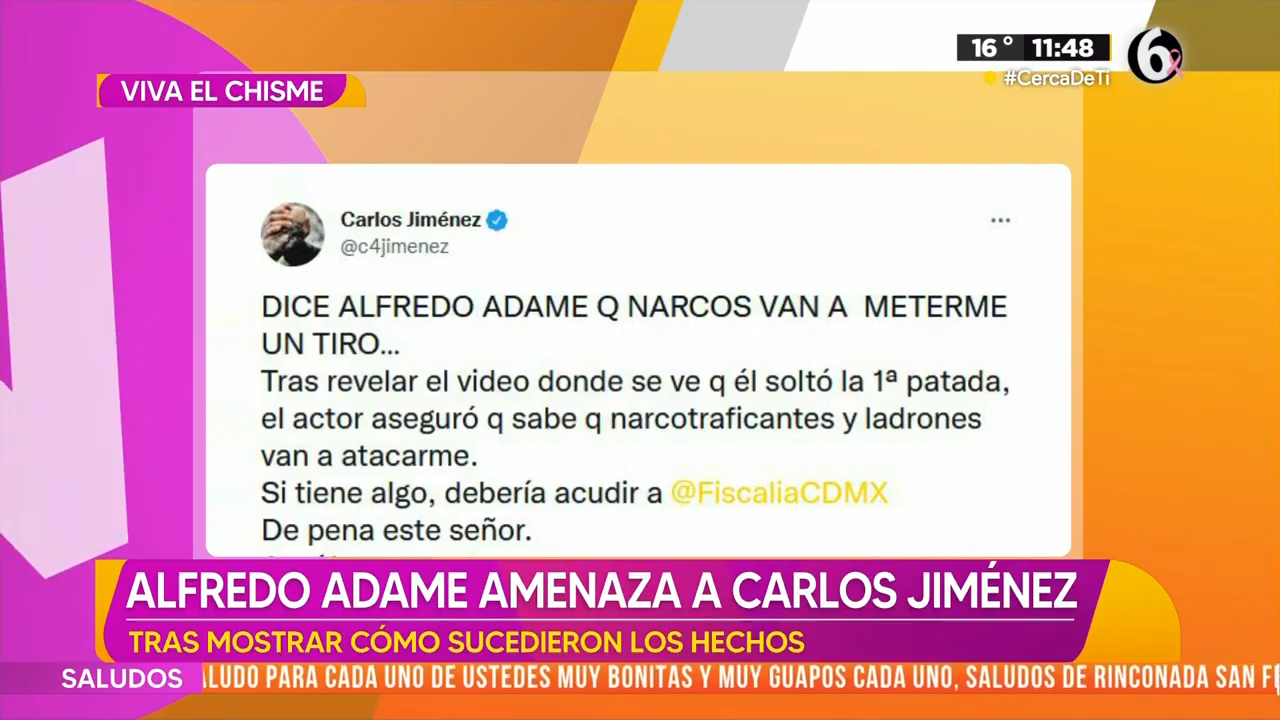 16° 11:48
6
#CercaDeTi
VIVA EL CHISME
Carlos Jiménez
@c4jimenez
DICE ALFREDO ADAME Q NARCOS VAN A METERME
UN TIRO...
Tras revelar el video donde se ve q él soltó la 1ª patada,
el actor aseguró q sabe q narcotraficantes y ladrones
van a atacarme.
Si tiene algo, debería acudir a @FiscaliaCDMX
De pena este señor.
ALFREDO ADAME AMENAZA A CARLOS JIMÉNEZ
TRAS MOSTRAR CÓMO SUCEDIERON LOS HECHOS
SALUDOS ALUDO PARA CADA UNO DE USTEDES MUY BONITAS Y MUY GUAPOS CADA UNO, SALUDOS DE RINCONADA SAN FE